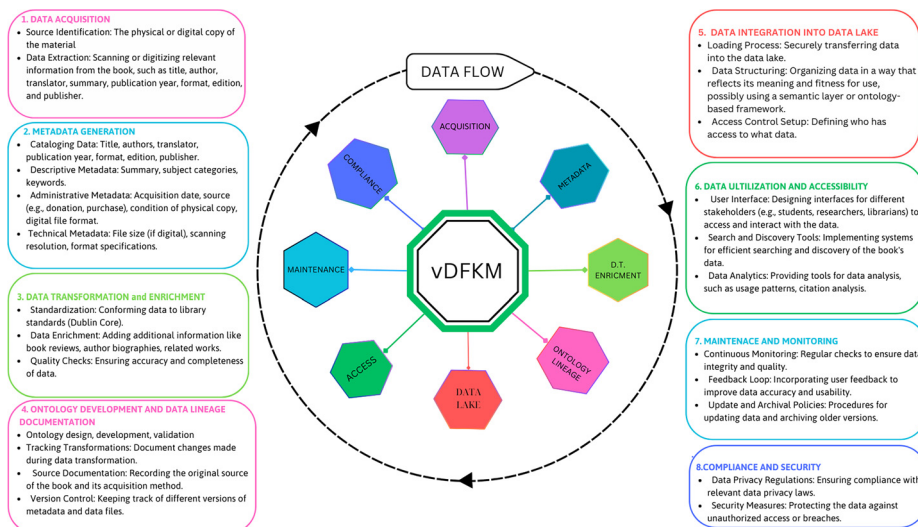 1. DATA ACQUISITION
• Source Identification: The physical or digital copy of
the material
• Data Extraction: Scanning or digitizing relevant
information from the book, such as title, author,
translator, summary, publication year, format, edition,
and publisher.
2. METADATA GENERATION
• Cataloging Data: Title, authors, translator,
publication year, format, edition, publisher.
• Descriptive Metadata: Summary, subject categories,
keywords.
• Administrative Metadata: Acquisition date, source
(e.g., donation, purchase), condition of physical copy,
digital file format.
• Technical Metadata: File size (if digital), scanning
resolution, format specifications.
3. DATA TRANSFORMATION and ENRICHMENT
• Standardization: Conforming data to library
standards (Dublin Core).
• Data Enrichment: Adding additional information like
book reviews, author biographies, related works.
• Quality Checks: Ensuring accuracy and completeness
of data.
4. ONTOLOGY DEVELOPMENT AND DATA LINEAGE
DOCUMENTATION
• Ontology design, development, validation
• Tracking Transformations: Document changes made
during data transformation.
• Source Documentation: Recording the original source
of the book and its acquisition method.
• Version Control: Keeping track of different versions of
metadata and data files.
DATA FLOW
ACQUISITION
METADATA
D.T.
ENRICMENT
ONTOLOGY
LINEAGE
DATA
LAKE
ACCESS
MAINTENANCE
COMPLIANCE
vDFKM
5. DATA INTEGRATION INTO DATA LAKE
• Loading Process: Securely transferring data
into the data lake.
• Data Structuring: Organizing data in a way that
reflects its meaning and fitness for use,
possibly using a semantic layer or ontology-
based framework.
• Access Control Setup: Defining who has
access to what data.
6. DATA ULTILIZATION AND ACCESSIBILITY
• User Interface: Designing interfaces for different
stakeholders (e.g., students, researchers, librarians) to
access and interact with the data.
• Search and Discovery Tools: Implementing systems
for efficient searching and discovery of the book's
data.
• Data Analytics: Providing tools for data analysis,
such as usage patterns, citation analysis.
7. MAINTENACE AND MONITORING
• Continuous Monitoring: Regular checks to ensure data
integrity and quality.
• Feedback Loop: Incorporating user feedback to
improve data accuracy and usability.
• Update and Archival Policies: Procedures for
updating data and archiving older versions.
8.COMPLIANCE AND SECURITY
• Data Privacy Regulations: Ensuring compliance with
relevant data privacy laws.
• Security Measures: Protecting the data against
unauthorized access or breaches.